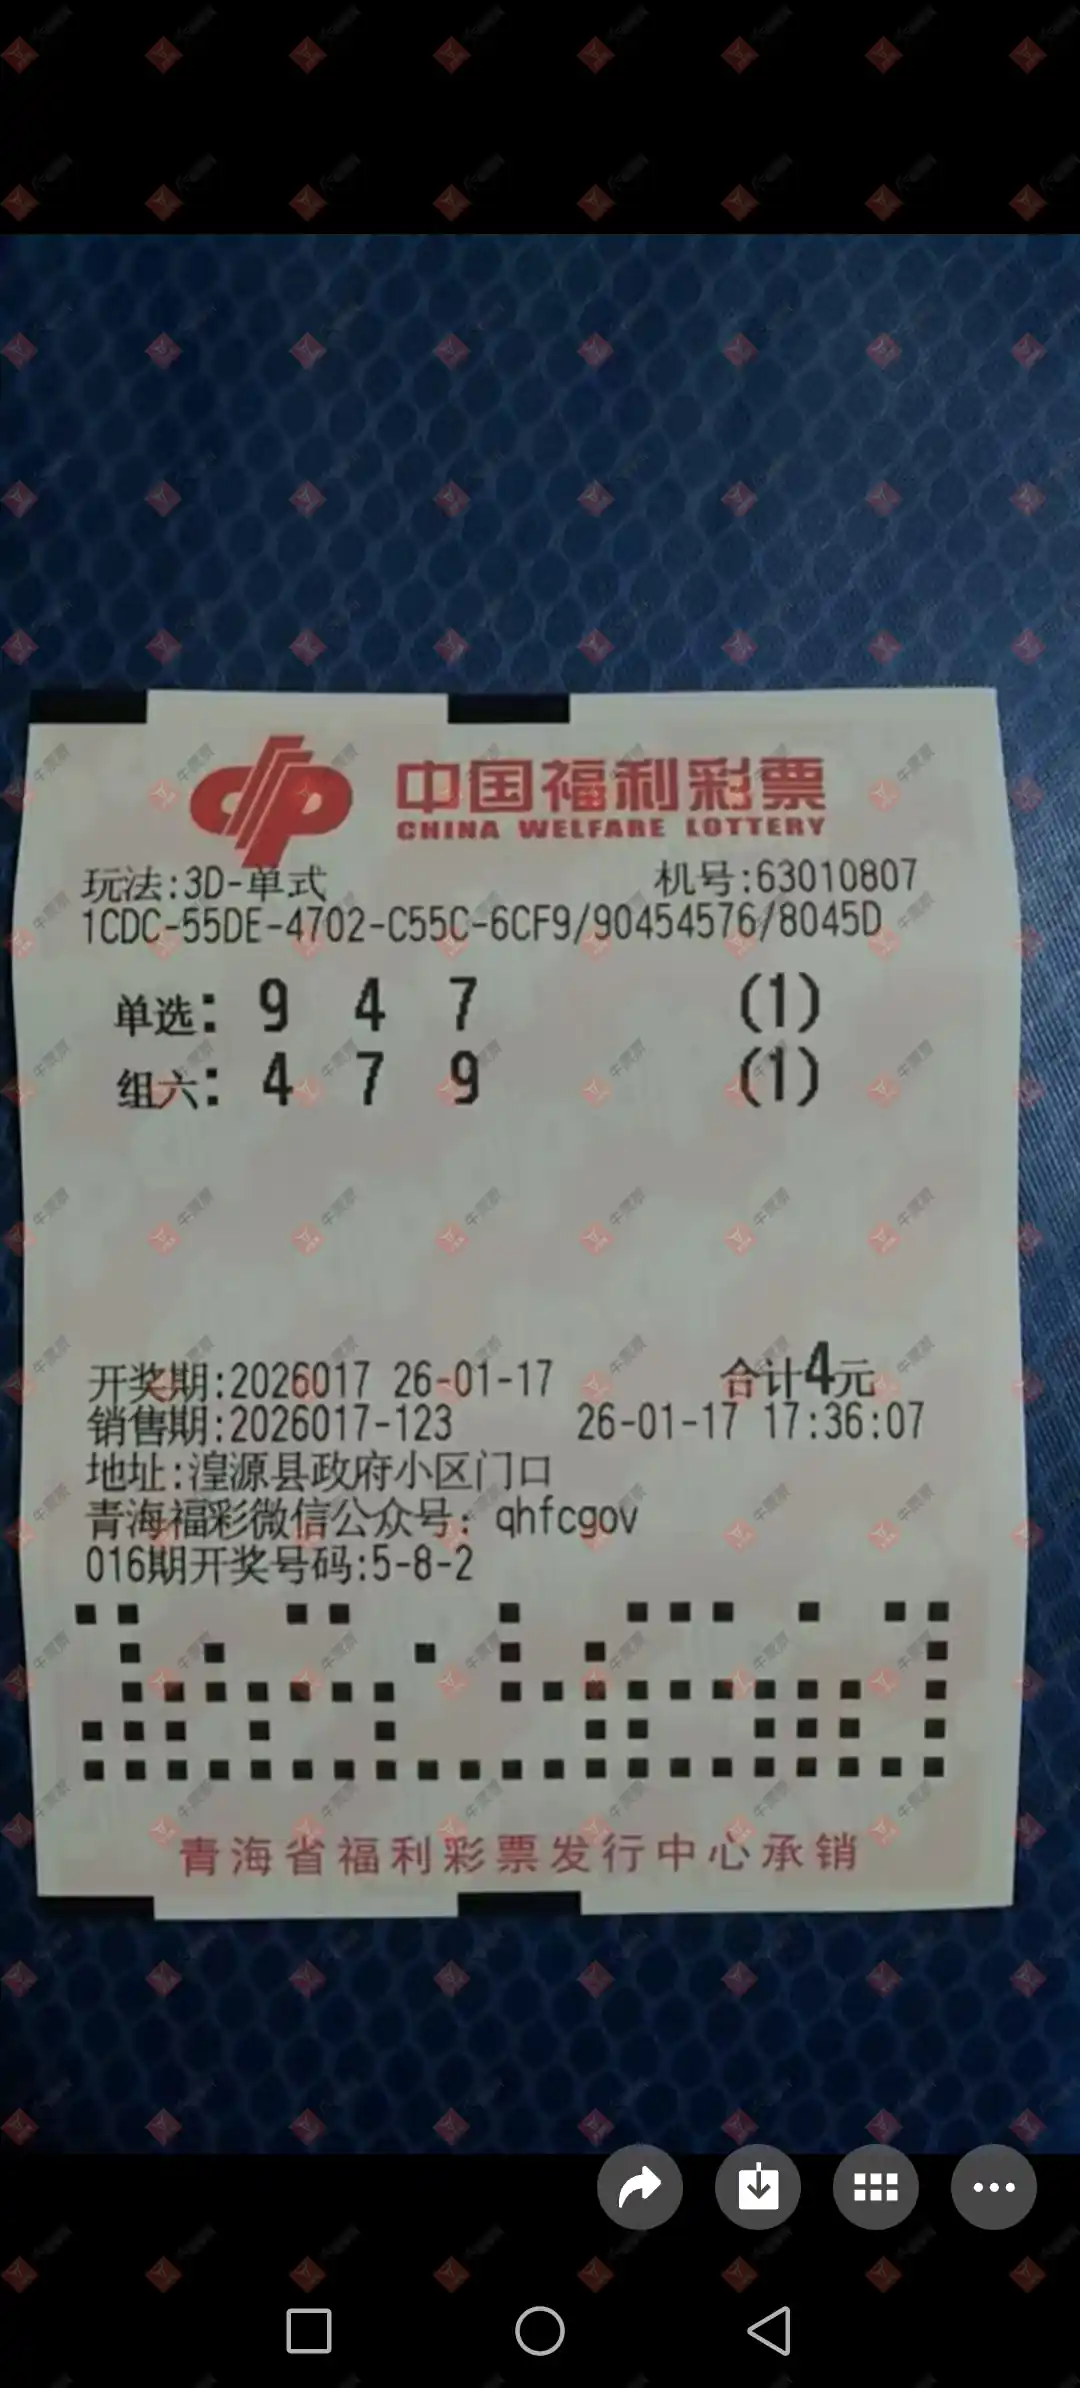 中国福利彩票
CHINA WELFARE LOTTERY
玩法:3D-单式 机号:63010807
1CDC-55DE-4702-C55C-6CF9/90454576/8045D
单选: 9 4 7 (1)
组六: 4 7 9 (1)
开奖期:2026017 26-01-17 合计4元
销售期:2026017-123 26-01-17 17:36:07
地址:湟源县政府小区门口
青海福彩微信公众号: qhfcgov
016期开奖号码:5-8-2
青海省福利彩票发行中心承销